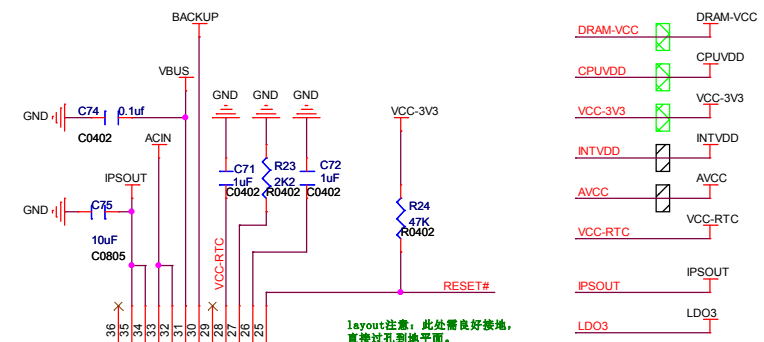 BACKUP
DRAM-VCC
DRAM-VCC
VBUS
GND
GND
GND
CPUVDD
CPUVDD
C74
0.1uf
GND
VCC-3V3
VCC-3V3
VCC-3V3
C0402
ACIN
INTVDD
INTVDD
C71
1uF
C0402
R23
2K2
R0402
C72
1uF
C0402
IPSOUT
AVCC
AVCC
GND
C75
10uF
C0805
R24
47K
R0402
VCC-RTC
VCC-RTC
VCC-RTC
RESET#
IPSOUT
IPSOUT
36
35
34
33
32
31
30
29
28
27
26
25
layout注意：此处需良好接地，
直接过孔到地平面。
LDO3
LDO3